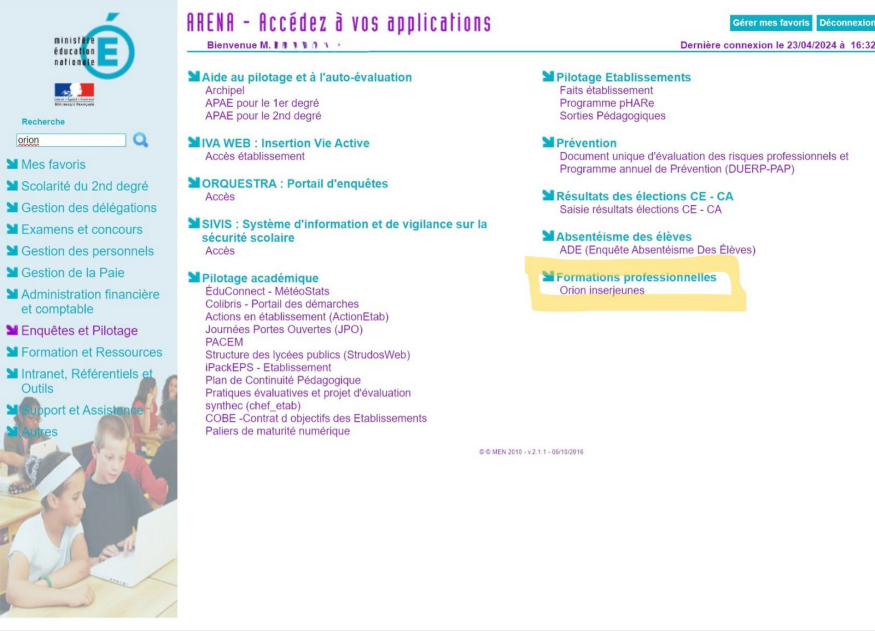 ministère
éducation
nationale
É
Recherche
orion
Mes favoris
Scolarité du 2nd degré
Gestion des délégations
Examens et concours
Gestion des personnels
Gestion de la Paie
Administration financière
et comptable
Enquêtes et Pilotage
Formation et Ressources
Intranet, Référentiels et
Outils
Support et Assistance
Autres
ARENA - Accédez à vos applications
Gérer mes favoris
Déconnexion
Bienvenue M.
Dernière connexion le 23/04/2024 à 16:32
Aide au pilotage et à l'auto-évaluation
Archipel
APAE pour le 1er degré
APAE pour le 2nd degré
IVA WEB : Insertion Vie Active
Accès établissement
ORQUESTRA : Portail d'enquêtes
Accès
SIVIS : Système d'information et de vigilance sur la
sécurité scolaire
Accès
Pilotage académique
ÉduConnect - MétéoStats
Colibris - Portail des démarches
Actions en établissement (ActionEtab)
Journées Portes Ouvertes (JPO)
PACEM
Structure des lycées publics (StrudosWeb)
iPackEPS - Etablissement
Plan de Continuité Pédagogique
Pratiques évaluatives et projet d'évaluation
synthec (chef_etab)
COBE -Contrat d objectifs des Etablissements
Paliers de maturité numérique
Pilotage Etablissements
Faits établissement
Programme pHARe
Sorties Pédagogiques
Prévention
Document unique d'évaluation des risques professionnels et
Programme annuel de Prévention (DUERP-PAP)
Résultats des élections CE - CA
Saisie résultats élections CE - CA
Absentéisme des élèves
ADE (Enquête Absentéisme Des Élèves)
Formations professionnelles
Orion inserjeunes
© © MEN 2010 - v.2.1.1 - 05/10/2016